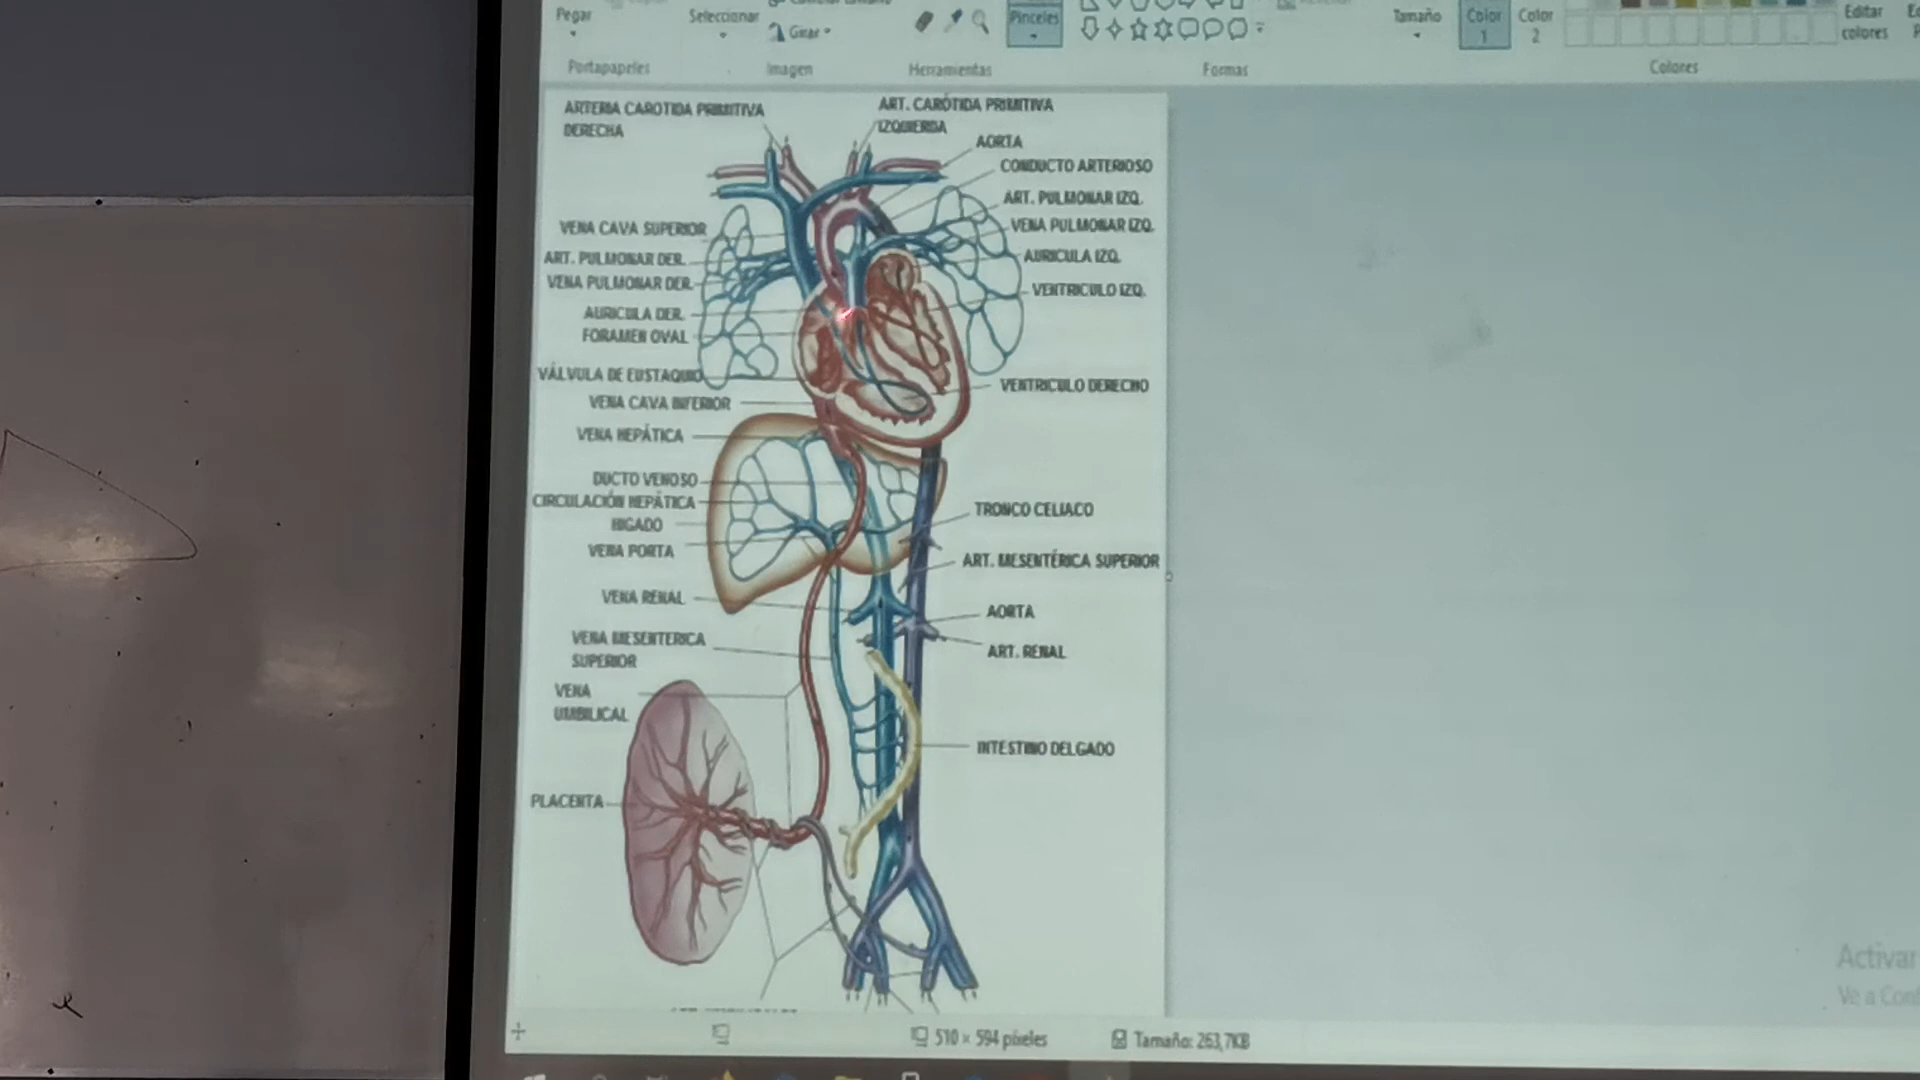 Pegar
Seleccionar
Girar
Pinceles
Tamaño
Color
1
Color
2
Editar
colores
Portapapeles
Imagen
Herramientas
Formas
Colores
ARTERIA CAROTIDA PRIMITIVA
DERECHA
ART. CARÓTIDA PRIMITIVA
IZQUIERDA
AORTA
CONDUCTO ARTERIOSO
ART. PULMONAR IZQ.
VENA PULMONAR IZQ.
AURICULA IZQ.
VENTRICULO IZQ.
VENA CAVA SUPERIOR
ART. PULMONAR DER.
VENA PULMONAR DER.
AURICULA DER.
FORAMEN OVAL
VÁLVULA DE EUSTAQUIO
VENA CAVA INFERIOR
VENTRICULO DERECHO
VENA HEPÁTICA
DUCTO VENOSO
CIRCULACIÓN HEPÁTICA
HIGADO
VENA PORTA
TRONCO CELIACO
ART. MESENTÉRICA SUPERIOR
VENA RENAL
AORTA
VENA MESENTERICA
SUPERIOR
ART. RENAL
VENA
UMBILICAL
INTESTINO DELGADO
PLACENTA
Activar
Ve a Conf
510 × 594 píxeles
Tamaño: 263,7KB